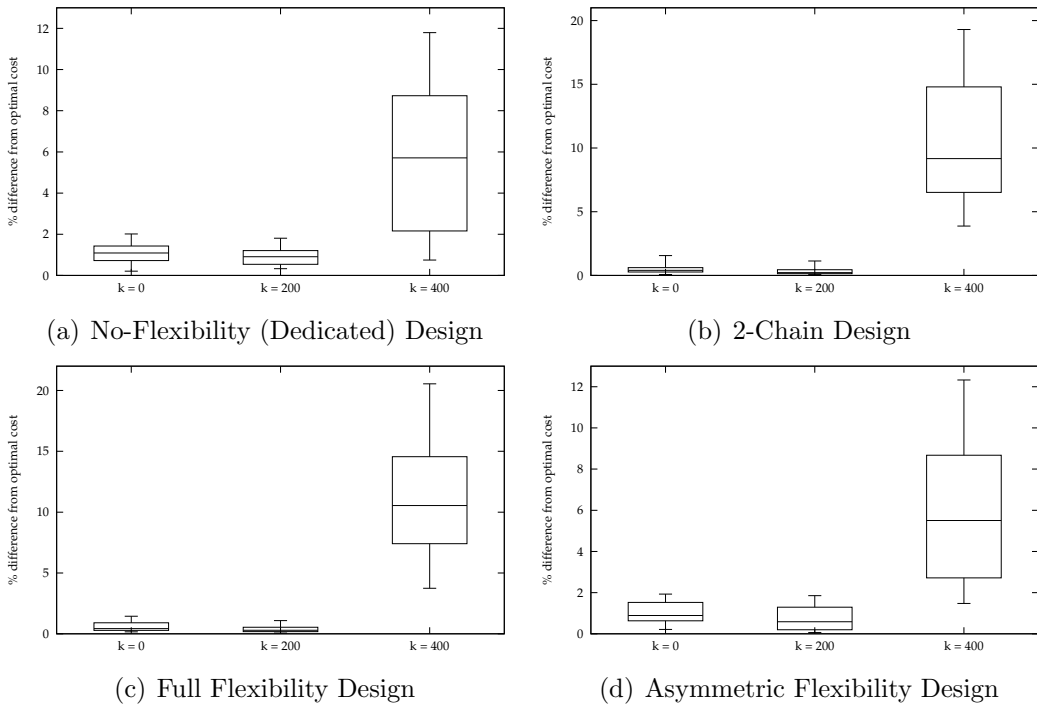 % difference from optimal cost
12
10
8
6
4
2
0
k = 0
k = 200
k = 400
(a) No-Flexibility (Dedicated) Design
% difference from optimal cost
20
15
10
5
0
k = 0
k = 200
k = 400
(b) 2-Chain Design
% difference from optimal cost
20
15
10
5
0
k = 0
k = 200
k = 400
(c) Full Flexibility Design
% difference from optimal cost
12
10
8
6
4
2
0
k = 0
k = 200
k = 400
(d) Asymmetric Flexibility Design